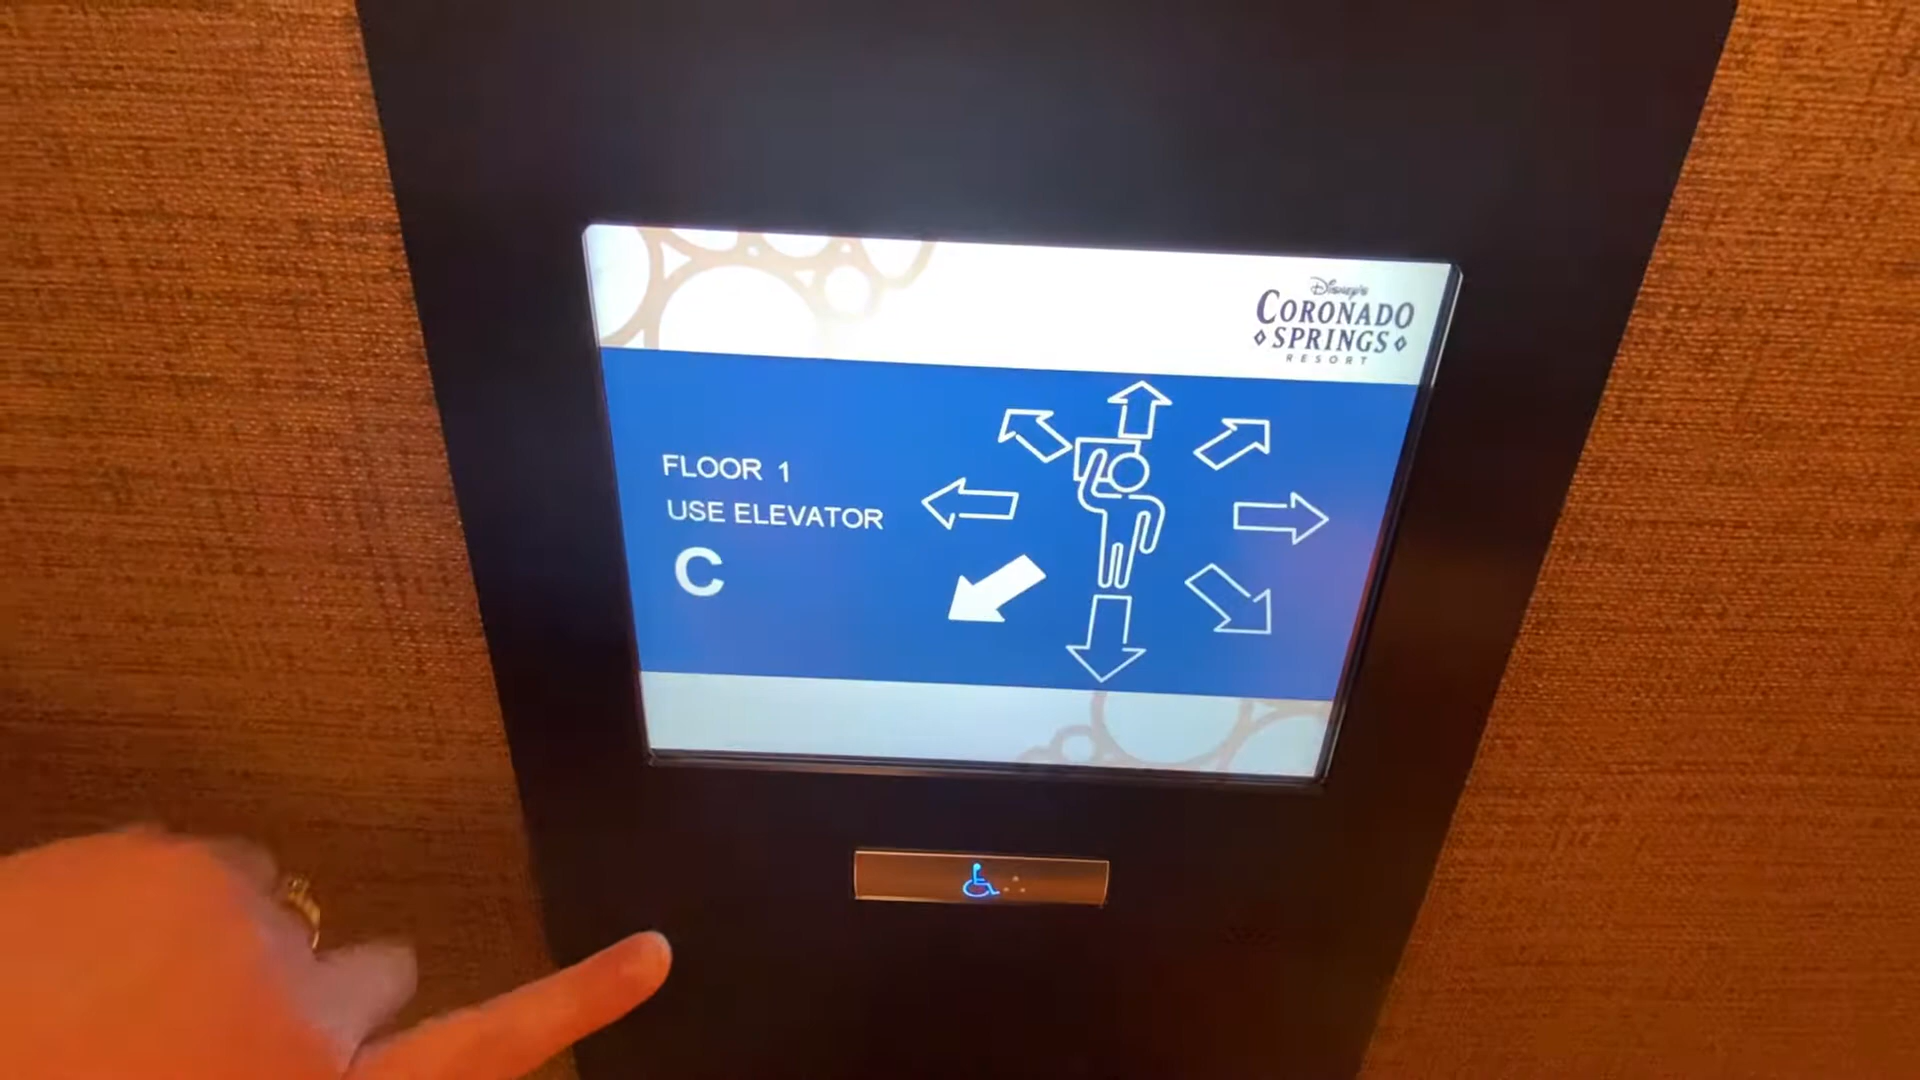 Disney's
CORONADO
SPRINGS
RESORT
FLOOR 1
USE ELEVATOR
C